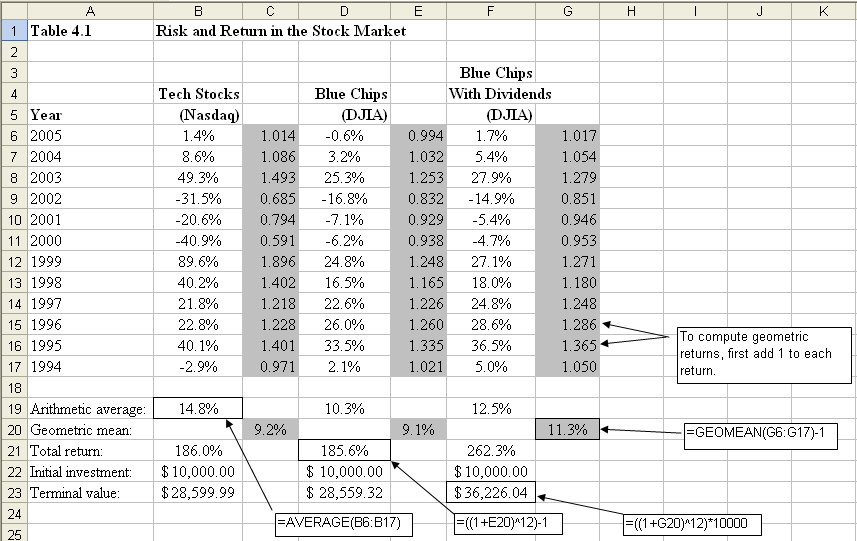 A B C D E F G H I J K
1 Table 4.1 Risk and Return in the Stock Market
2
3 Blue Chips
4 Tech Stocks Blue Chips With Dividends
5 Year (Nasdaq) (DJIA) (DJIA)
6 2005 1.4% 1.014 -0.6% 0.994 1.7% 1.017
7 2004 8.6% 1.086 3.2% 1.032 5.4% 1.054
8 2003 49.3% 1.493 25.3% 1.253 27.9% 1.279
9 2002 -31.5% 0.685 -16.8% 0.832 -14.9% 0.851
10 2001 -20.6% 0.794 -7.1% 0.929 -5.4% 0.946
11 2000 -40.9% 0.591 -6.2% 0.938 -4.7% 0.953
12 1999 89.6% 1.896 24.8% 1.248 27.1% 1.271
13 1998 40.2% 1.402 16.5% 1.165 18.0% 1.180
14 1997 21.8% 1.218 22.6% 1.226 24.8% 1.248
15 1996 22.8% 1.228 26.0% 1.260 28.6% 1.286
16 1995 40.1% 1.401 33.5% 1.335 36.5% 1.365
17 1994 -2.9% 0.971 2.1% 1.021 5.0% 1.050
To compute geometric
returns, first add 1 to each
return.
18
19 Arithmetic average: 14.8% 10.3% 12.5%
20 Geometric mean: 9.2% 9.1% 11.3% =GEOMEAN(G6:G17)-1
21 Total return: 186.0% 185.6% 262.3%
22 Initial investment: $10,000.00 $ 10,000.00 $10,000.00
23 Terminal value: $28,599.99 $ 28,559.32 $36,226.04
24 =AVERAGE(B6:B17) =((1+E20)^12)-1 =((1+G20)^12)*10000
25